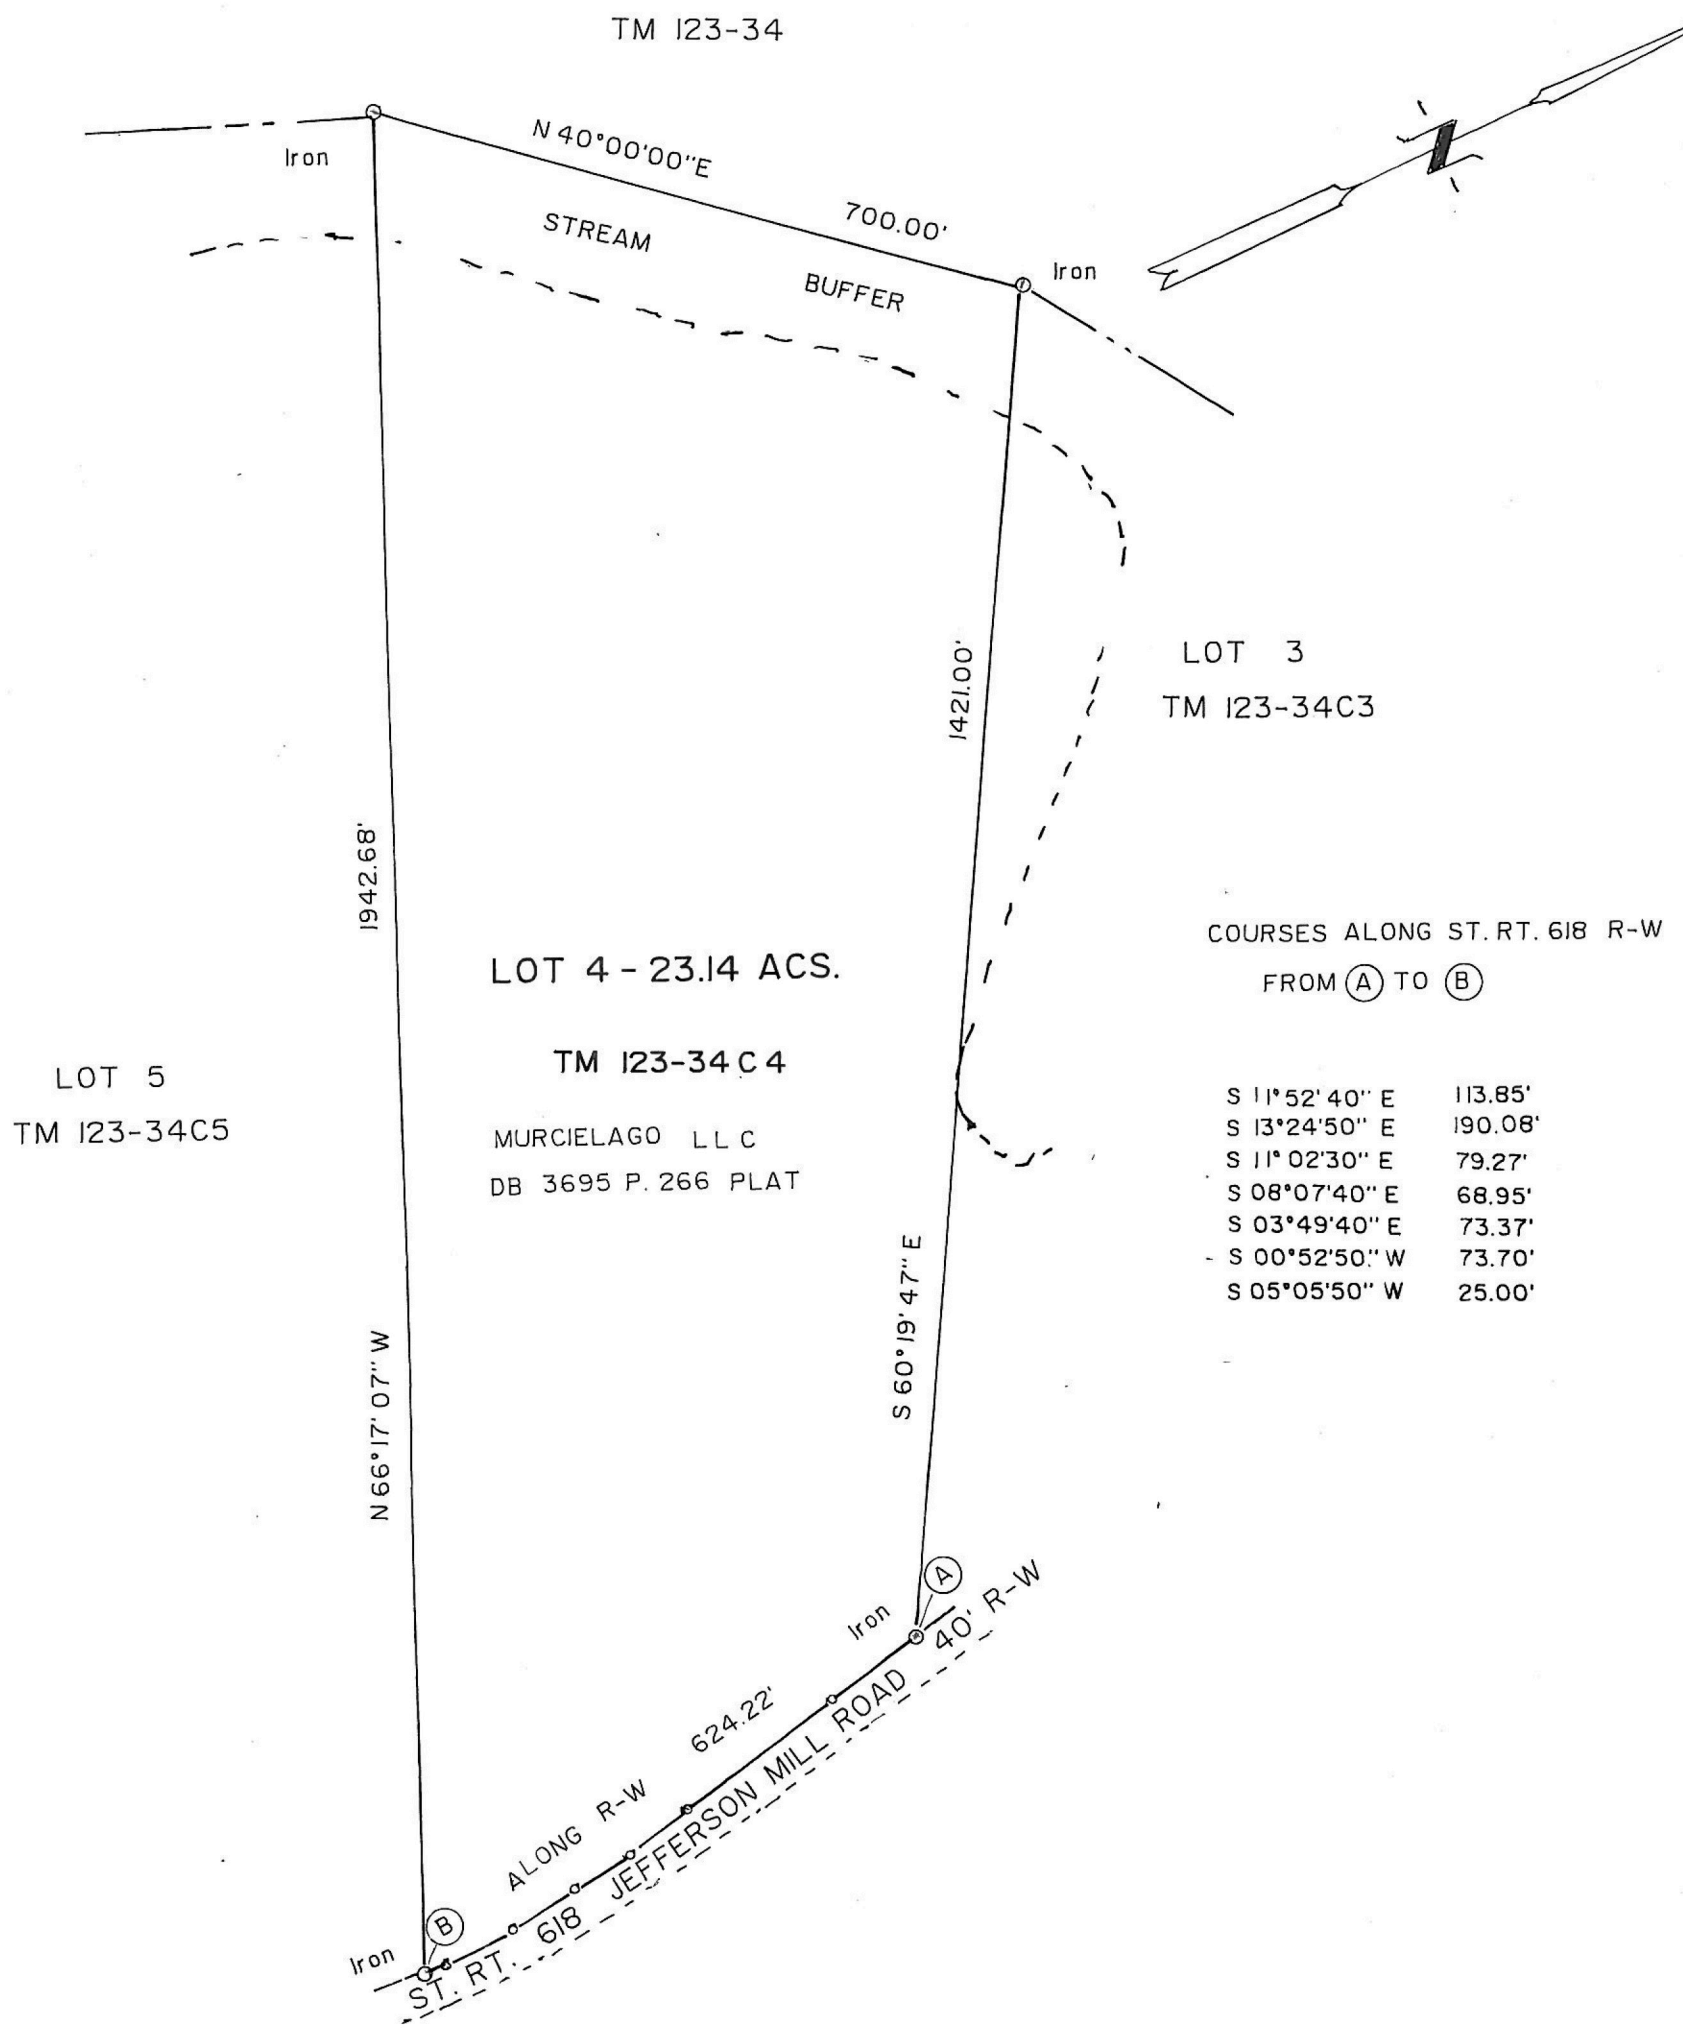 TM 123-34
Iron
N 40°00'00"E
700.00'
Iron
STREAM
BUFFER
1421.00'
LOT 3
TM 123-34C3
1942.68'
LOT 4 - 23.14 ACS.
TM 123-34 C 4
MURCIELAGO LLC
DB 3695 P. 266 PLAT
LOT 5
TM 123-34C5
COURSES ALONG ST. RT. 618 R-W
FROM A TO B
S 11°52'40" E 113.85'
S 13°24'50" E 190.08'
S 11°02'30" E 79.27'
S 08°07'40" E 68.95'
S 03°49'40" E 73.37'
S 00°52'50" W 73.70'
S 05°05'50" W 25.00'
S 60°19'47" E
N 66°17'07" W
A
Iron
ALONG R-W 624.22'
B
Iron
ST. RT. 618 JEFFERSON MILL ROAD 40' R-W